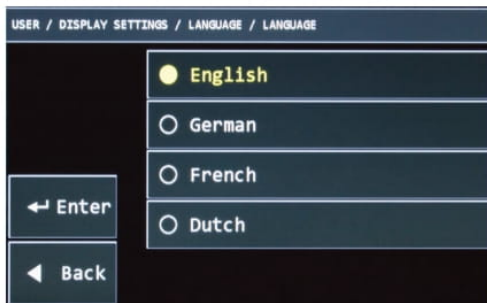 USER / DISPLAY SETTINGS / LANGUAGE / LANGUAGE
English
German
French
Dutch
Enter
Back